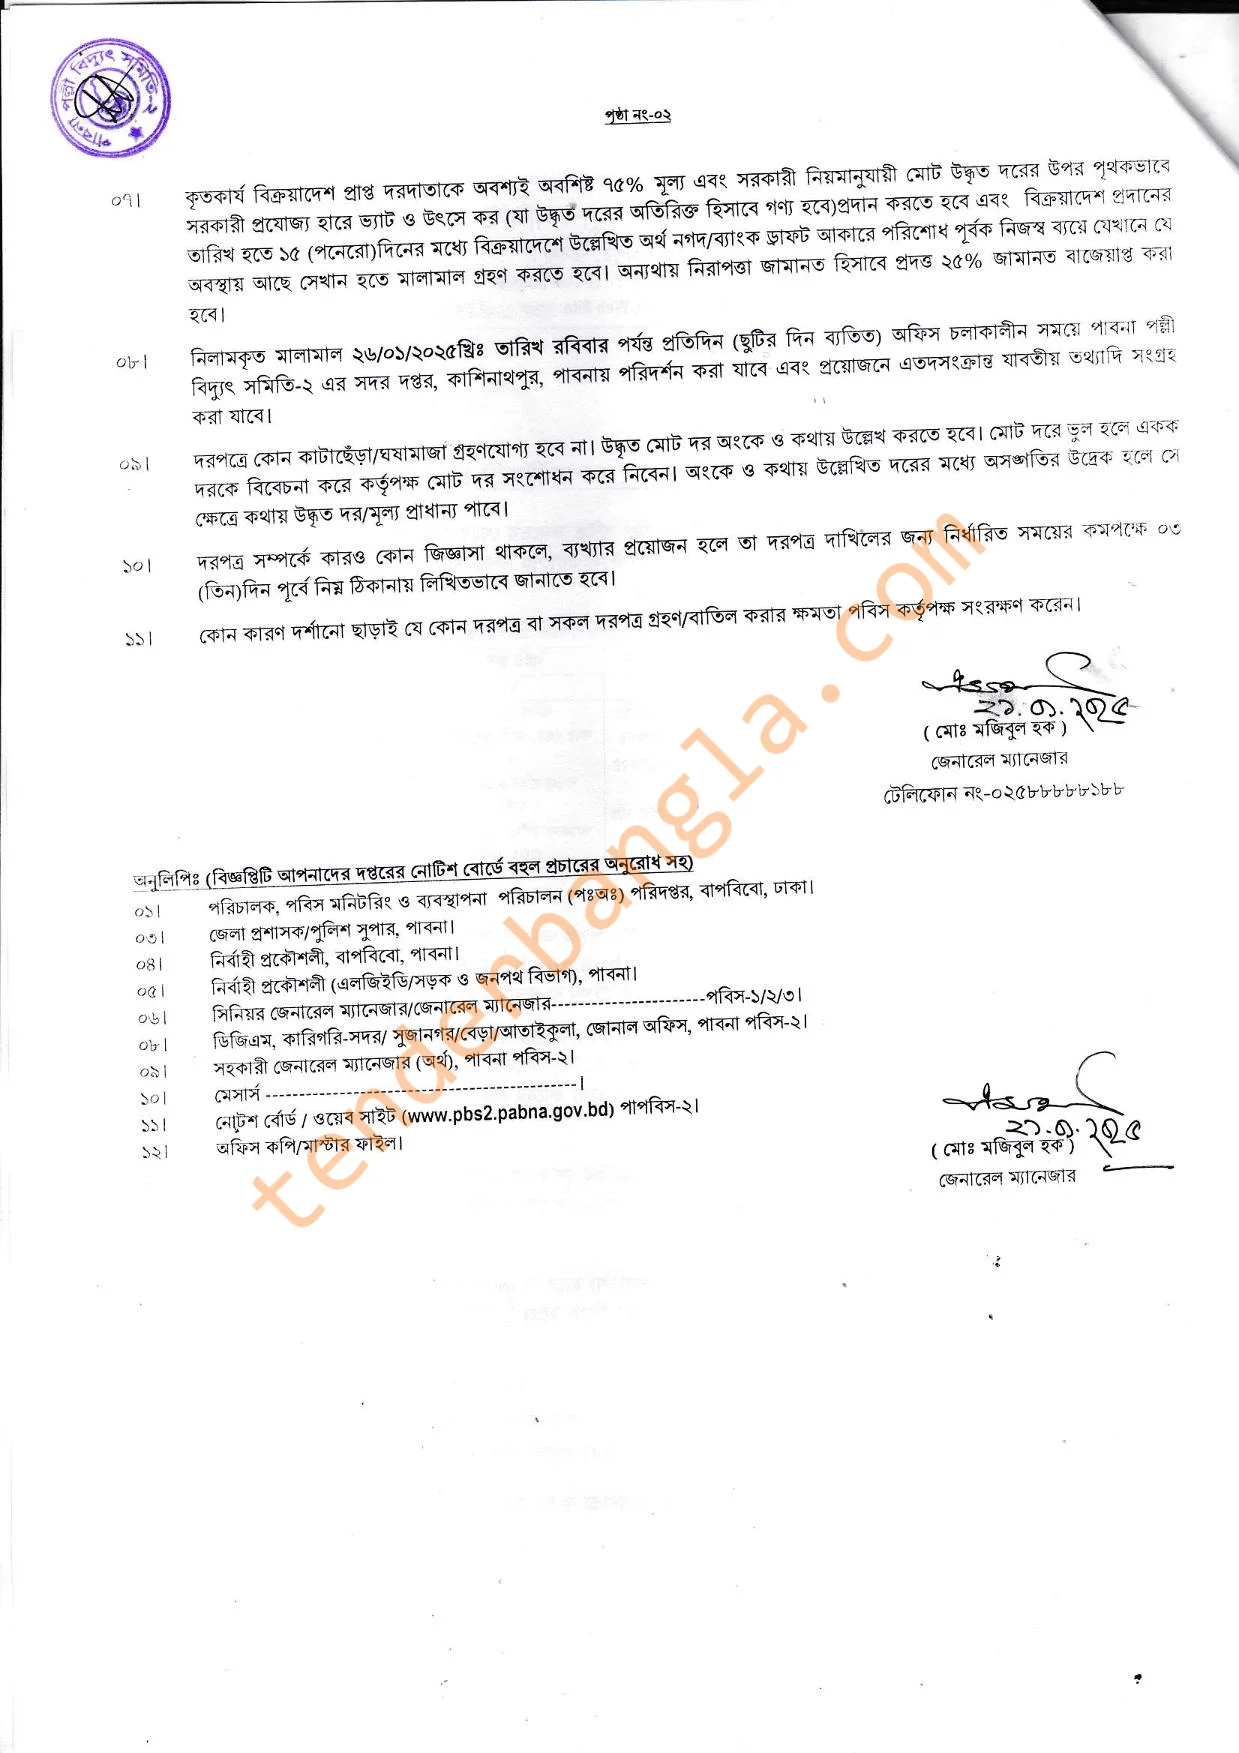 পাবনা পল্লী বিদ্যুৎ সমিতি-২
পৃষ্ঠা নং-০২
০৭। কৃতকার্য বিক্রয়াদেশ প্রাপ্ত দরদাতাকে অবশ্যই অবশিষ্ট ৭৫% মূল্য এবং সরকারী নিয়মানুযায়ী মোট উদ্ধৃত দরের উপর পৃথকভাবে
সরকারী প্রযোজ্য হারে ভ্যাট ও উৎসে কর (যা উদ্ধৃত দরের অতিরিক্ত হিসাবে গণ্য হবে)প্রদান করতে হবে এবং বিক্রয়াদেশ প্রদানের
তারিখ হতে ১৫ (পনেরো)দিনের মধ্যে বিক্রয়াদেশে উল্লেখিত অর্থ নগদ/ব্যাংক ড্রাফট আকারে পরিশোধ পূর্বক নিজস্ব ব্যয়ে যেখানে যে
অবস্থায় আছে সেখান হতে মালামাল গ্রহণ করতে হবে। অন্যথায় নিরাপত্তা জামানত হিসাবে প্রদত্ত ২৫% জামানত বাজেয়াপ্ত করা
হবে।
০৮। নিলামকৃত মালামাল ২৬/০১/২০২৫খ্রিঃ তারিখ রবিবার পর্যন্ত প্রতিদিন (ছুটির দিন ব্যতিত) অফিস চলাকালীন সময়ে পাবনা পল্লী
বিদ্যুৎ সমিতি-২ এর সদর দপ্তর, কাশিনাথপুর, পাবনায় পরিদর্শন করা যাবে এবং প্রয়োজনে এতদসংক্রান্ত যাবতীয় তথ্যাদি সংগ্রহ
করা যাবে।
০৯। দরপত্রে কোন কাটাছেঁড়া/ঘষামাজা গ্রহণযোগ্য হবে না। উদ্ধৃত মোট দর অংকে ও কথায় উল্লেখ করতে হবে। মোট দরে ভুল হলে একক
দরকে বিবেচনা করে কর্তৃপক্ষ মোট দর সংশোধন করে নিবেন। অংকে ও কথায় উল্লেখিত দরের মধ্যে অসঙ্গতির উদ্রেক হলে সে
ক্ষেত্রে কথায় উদ্ধৃত দর/মূল্য প্রাধান্য পাবে।
১০। দরপত্র সম্পর্কে কারও কোন জিজ্ঞাসা থাকলে, ব্যখ্যার প্রয়োজন হলে তা দরপত্র দাখিলের জন্য নির্ধারিত সময়ের কমপক্ষে ০৩
(তিন)দিন পূর্বে নিম্ন ঠিকানায় লিখিতভাবে জানাতে হবে।
১১। কোন কারণ দর্শানো ছাড়াই যে কোন দরপত্র বা সকল দরপত্র গ্রহণ/বাতিল করার ক্ষমতা পবিস কর্তৃপক্ষ সংরক্ষণ করেন।
২১.০১.২০২৫
( মোঃ মজিবুল হক )
জেনারেল ম্যানেজার
টেলিফোন নং-০২৫৮৮৮৮৮১৮৮
অনুলিপিঃ (বিজ্ঞপ্তিটি আপনাদের দপ্তরের নোটিশ বোর্ডে বহুল প্রচারের অনুরোধ সহ)
০১। পরিচালক, পবিস মনিটরিং ও ব্যবস্থাপনা পরিচালন (পঃঅঃ) পরিদপ্তর, বাপবিবো, ঢাকা।
০৩। জেলা প্রশাসক/পুলিশ সুপার, পাবনা।
০৪। নির্বাহী প্রকৌশলী, বাপবিবো, পাবনা।
০৫। নির্বাহী প্রকৌশলী (এলজিইডি/সড়ক ও জনপথ বিভাগ), পাবনা।
০৬। সিনিয়র জেনারেল ম্যানেজার/জেনারেল ম্যানেজার-----------------------পবিস-১/২/৩।
০৮। ডিজিএম, কারিগরি-সদর/ সুজানগর/বেড়া/আতাইকুলা, জোনাল অফিস, পাবনা পবিস-২।
০৯। সহকারী জেনারেল ম্যানেজার (অর্থ), পাবনা পবিস-২।
১০। মেসার্স ----------------------------------------------।
১১। নোটিশ বোর্ড / ওয়েব সাইট (www.pbs2.pabna.gov.bd) পাপবিস-২।
১২। অফিস কপি/মাস্টার ফাইল।
২১.০১.২০২৫
( মোঃ মজিবুল হক )
জেনারেল ম্যানেজার
tenderbangla.com